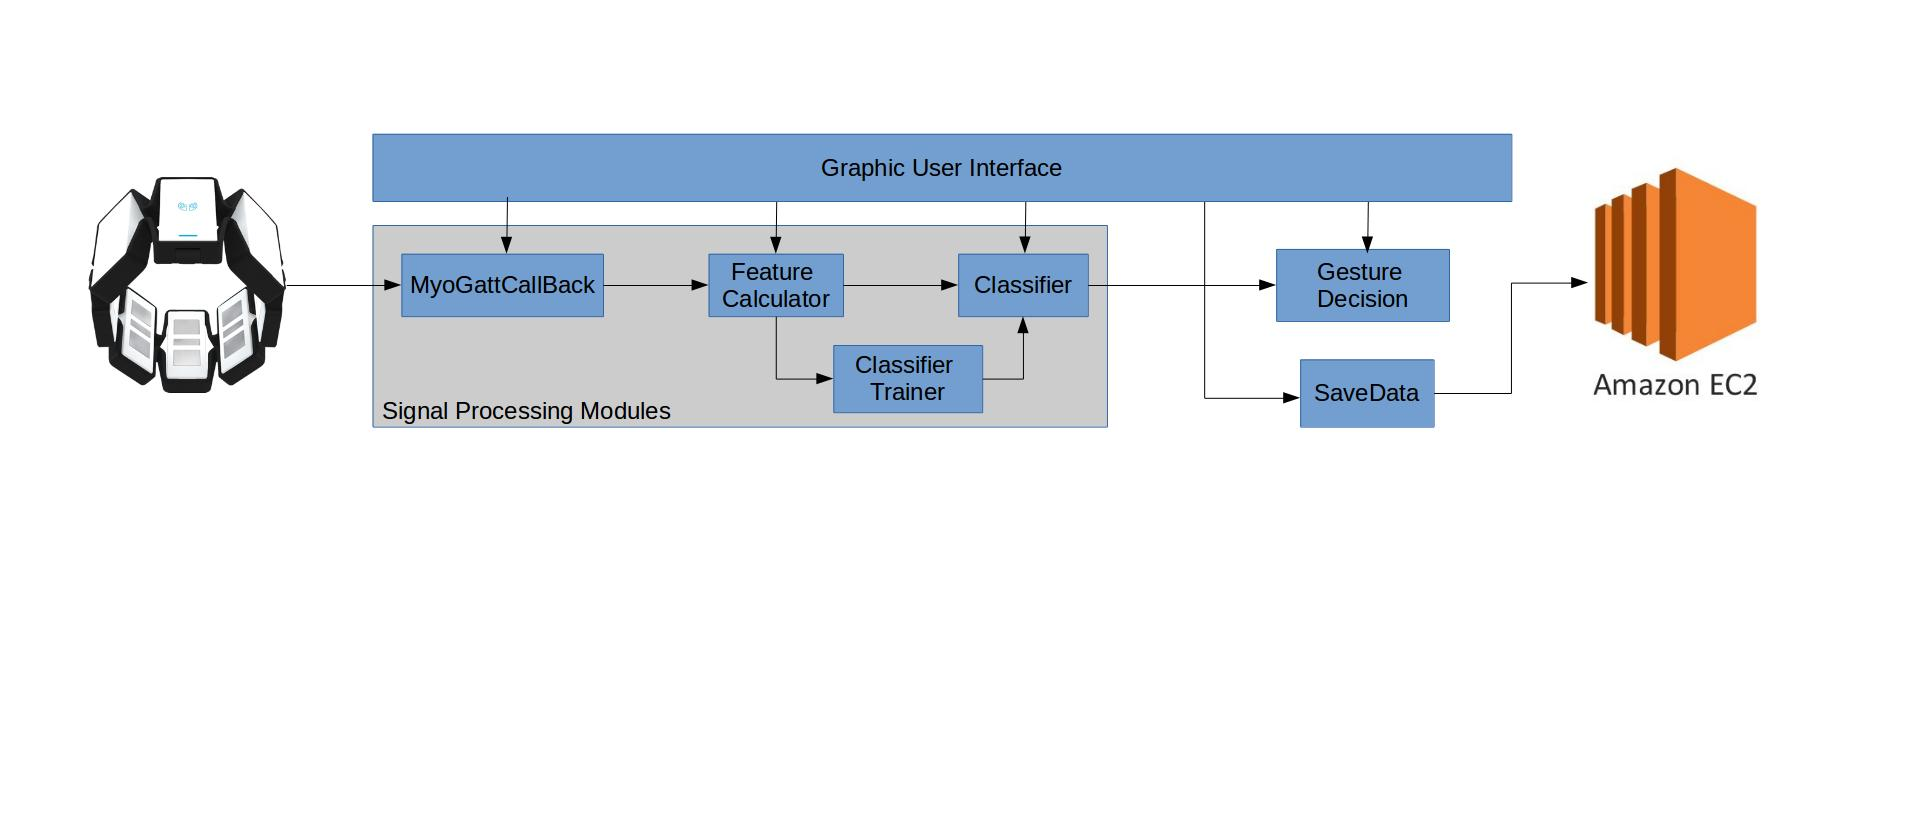 Graphic User Interface
MyoGattCallBack
Feature
Calculator
Classifier
Gesture
Decision
Classifier
Trainer
SaveData
Signal Processing Modules
Amazon EC2